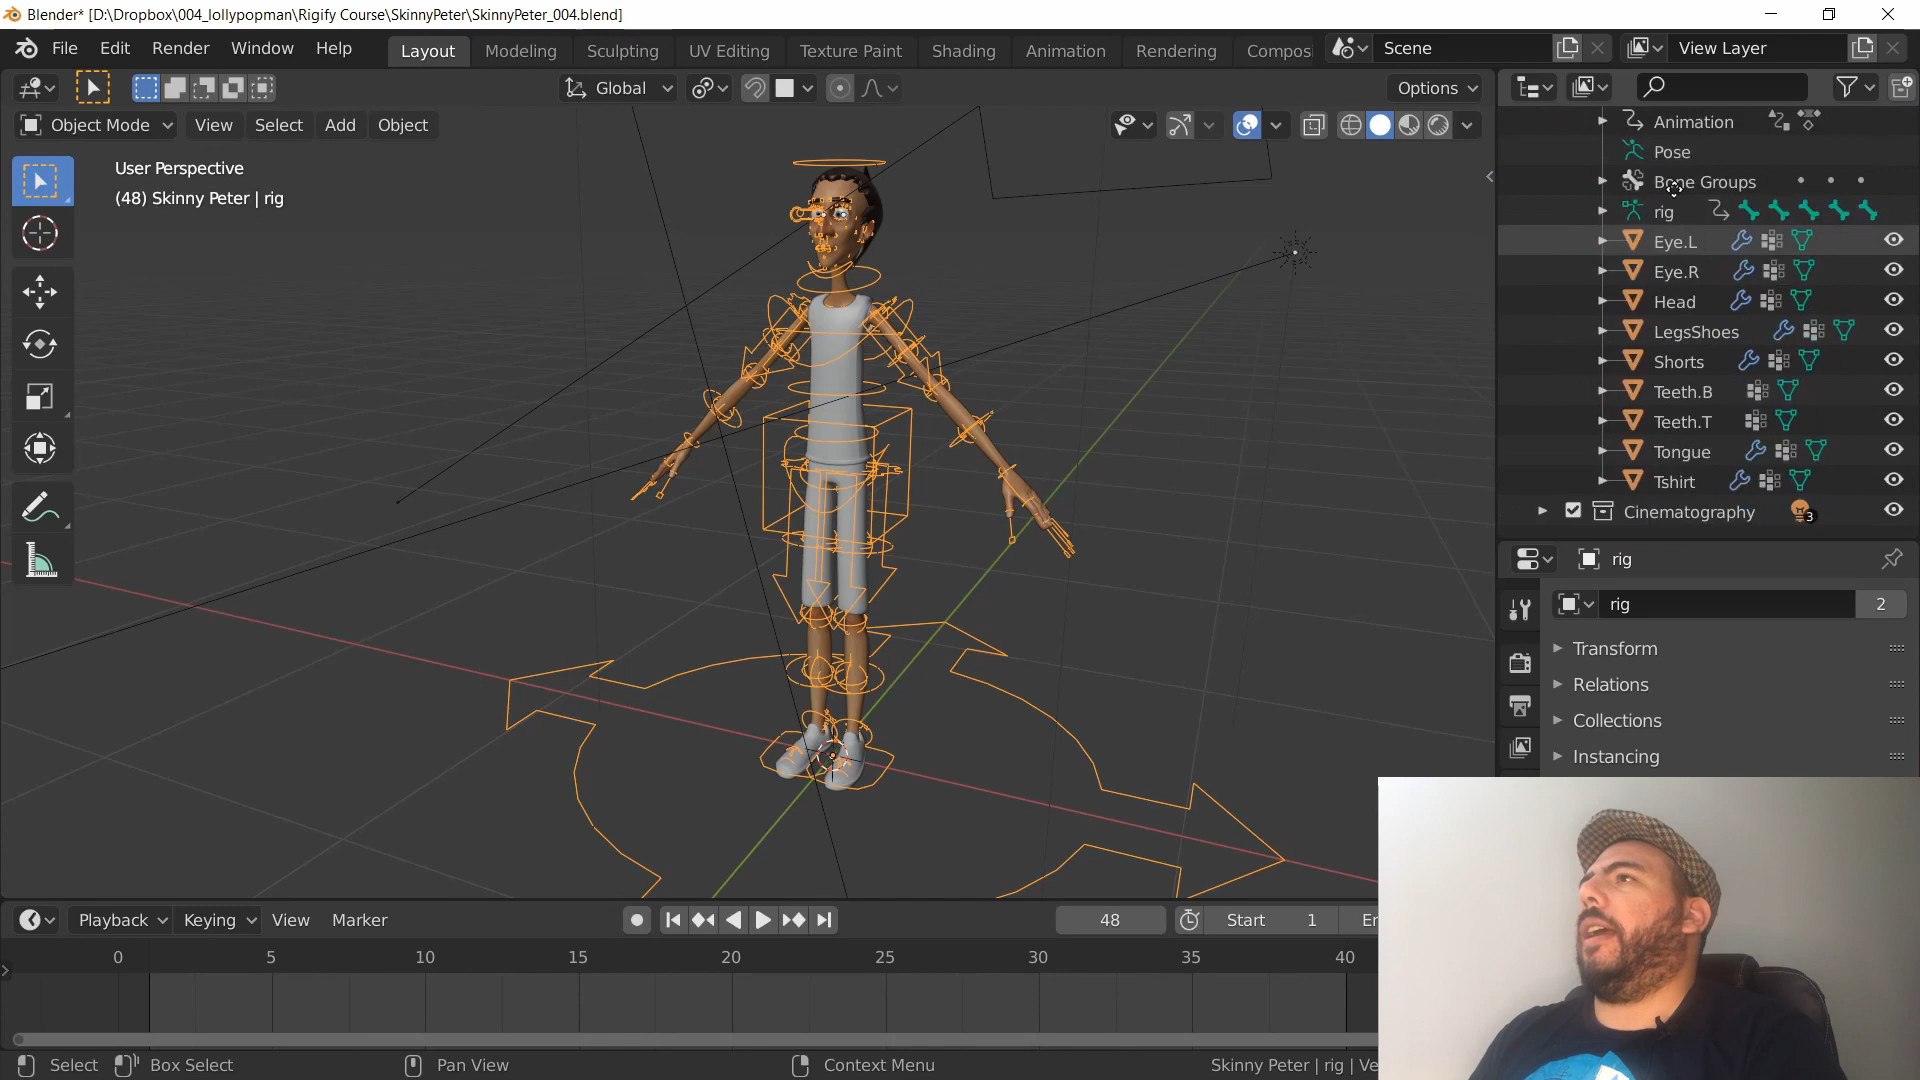 Blender* [D:\Dropbox\004_lollypopman\Rigify Course\SkinnyPeter\SkinnyPeter_004.blend]
File Edit Render Window Help Layout Modeling Sculpting UV Editing Texture Paint Shading Animation Rendering Compos Scene View Layer
Global Options
Object Mode View Select Add Object
User Perspective
(48) Skinny Peter | rig
Animation
Pose
Bone Groups
rig
Eye.L
Eye.R
Head
LegsShoes
Shorts
Teeth.B
Teeth.T
Tongue
Tshirt
Cinematography 3
rig
rig 2
Transform
Relations
Collections
Instancing
Playback Keying View Marker 48 Start 1 En
0 5 10 15 20 25 30 35 40
Select Box Select Pan View Context Menu Skinny Peter | rig | Ve